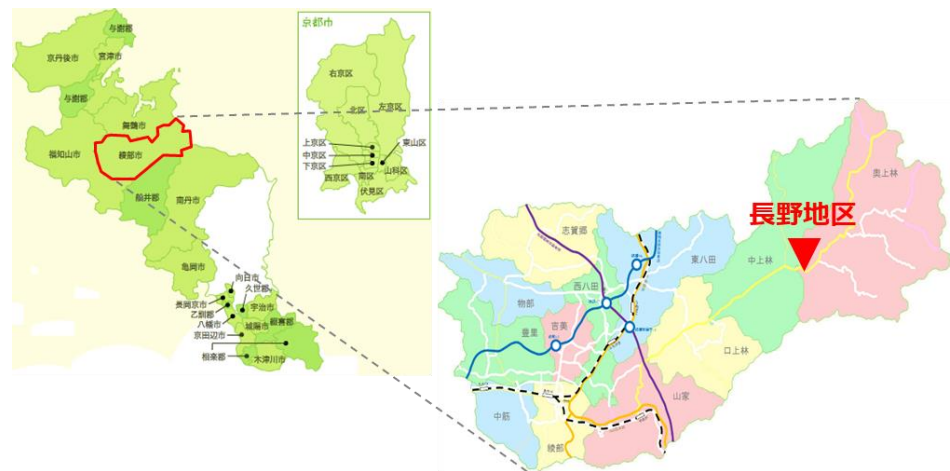 与謝郡
京丹後市
宮津市
与謝郡
舞鶴市
綾部市
福知山市
船井郡
南丹市
亀岡市
向日市
久世郡
長岡京市
乙訓郡
宇治市
八幡市
城陽市
綴喜郡
京田辺市
相楽郡
木津川市
京都市
右京区
北区
左京区
上京区
東山区
中京区
下京区
西京区
南区
山科区
伏見区
長野地区
奥上林
中上林
志賀郷
東八田
西八田
物部
豊里
吉美
口上林
山家
中筋
綾部